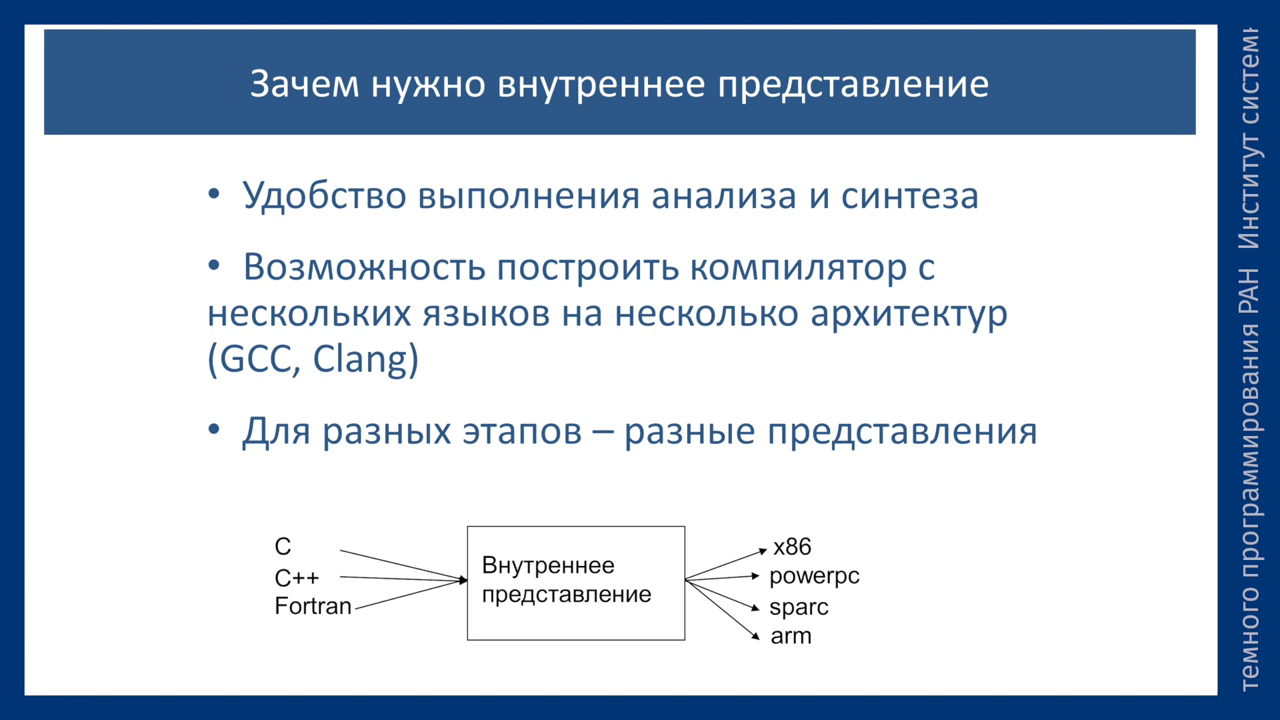 Зачем нужно внутреннее представление
• Удобство выполнения анализа и синтеза
• Возможность построить компилятор с
нескольких языков на несколько архитектур
(GCC, Clang)
• Для разных этапов – разные представления
C
C++
Fortran
Внутреннее
представление
x86
powerpc
sparc
arm
темного программирования РАН Институт систем